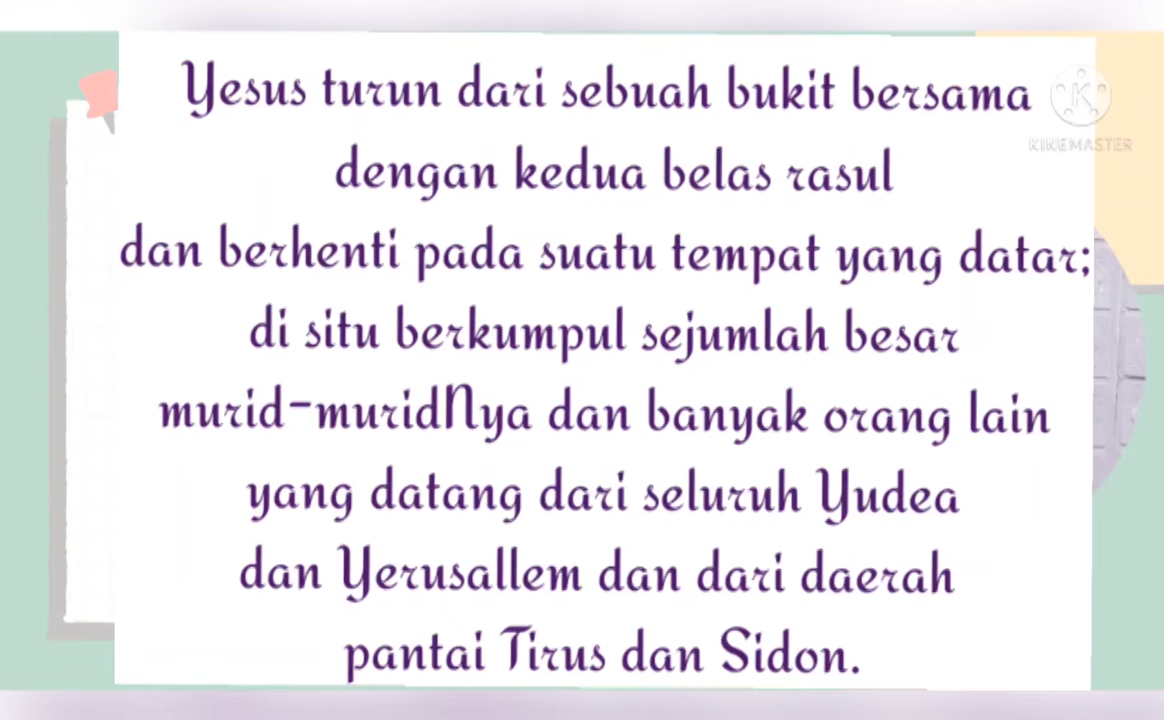 Yesus turun dari sebuah bukit bersama
dengan kedua belas rasul
dan berhenti pada suatu tempat yang datar;
di situ berkumpul sejumlah besar
murid-muridNya dan banyak orang lain
yang datang dari seluruh Yudea
dan Yerusallem dan dari daerah
pantai Tirus dan Sidon.
K
KINEMASTER